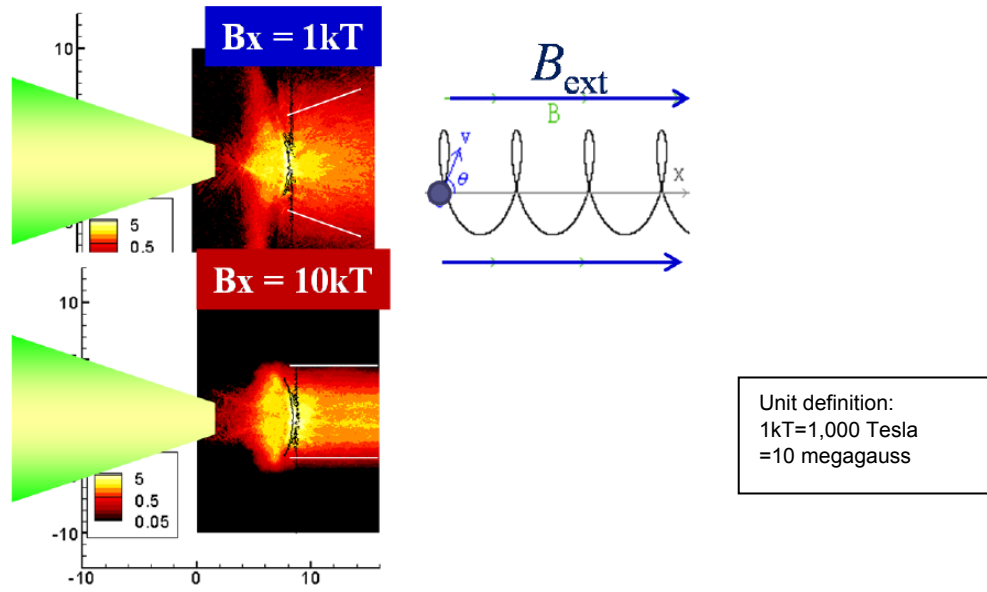 Bx = 1kT
10
5
0.5
Bx = 10kT
10
5
0.5
0.05
-10
-10
0
10
Bext
B
v
θ
x
Unit definition:
1kT=1,000 Tesla
=10 megagauss